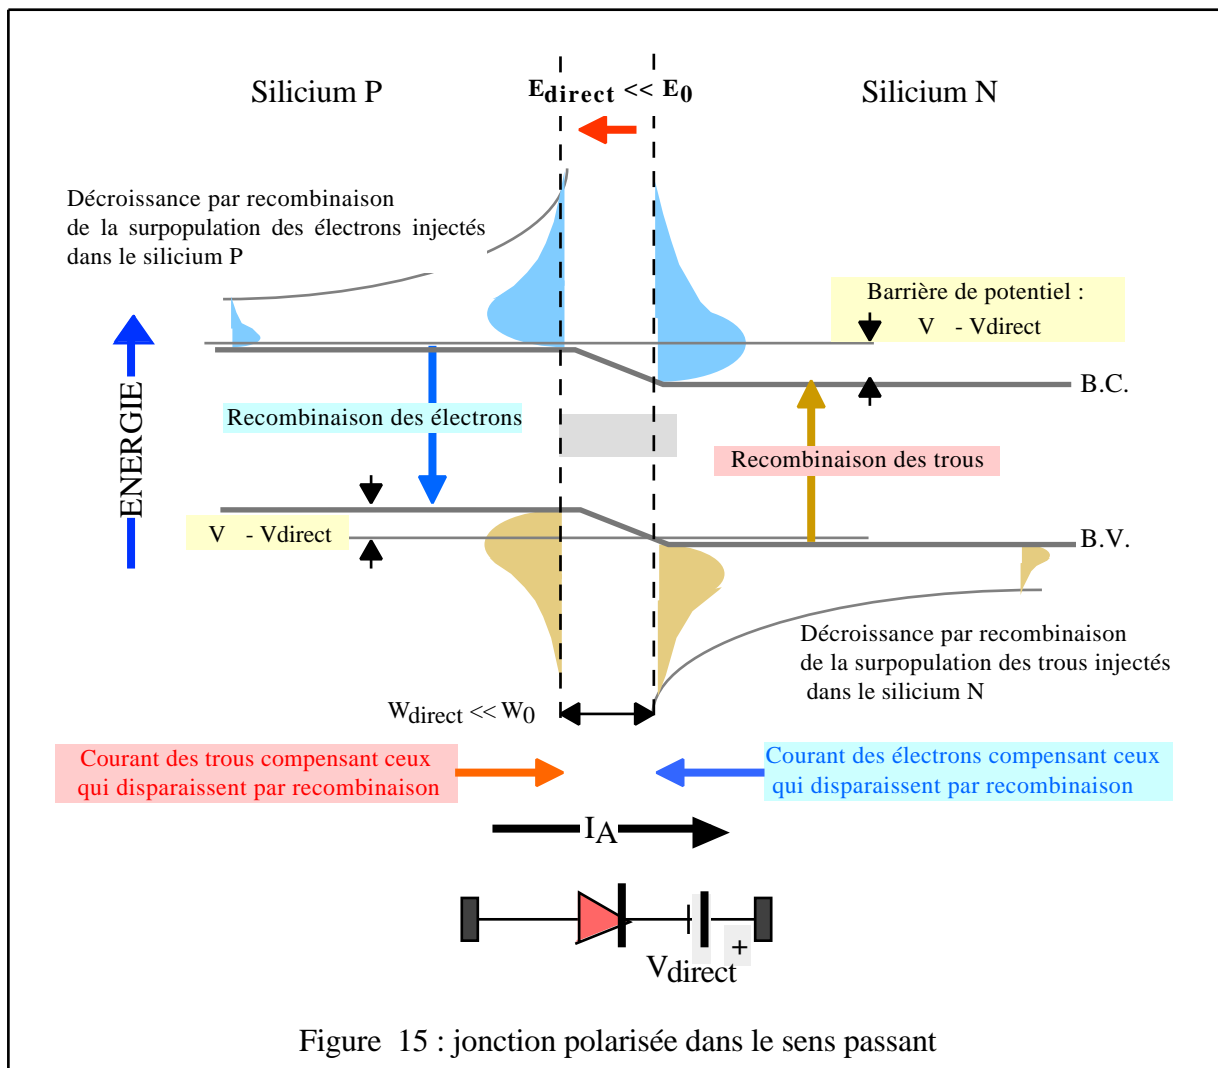 Silicium P
E direct << E0
Silicium N
Décroissance par recombinaison
de la surpopulation des électrons injectés
dans le silicium P
Barrière de potentiel :
V - Vdirect
ENERGIE
B.C.
Recombinaison des électrons
Recombinaison des trous
V - Vdirect
B.V.
Décroissance par recombinaison
de la surpopulation des trous injectés
dans le silicium N
Wdirect << W0
Courant des trous compensant ceux
qui disparaissent par recombinaison
Courant des électrons compensant ceux
qui disparaissent par recombinaison
IA
+
Vdirect
Figure 15 : jonction polarisée dans le sens passant